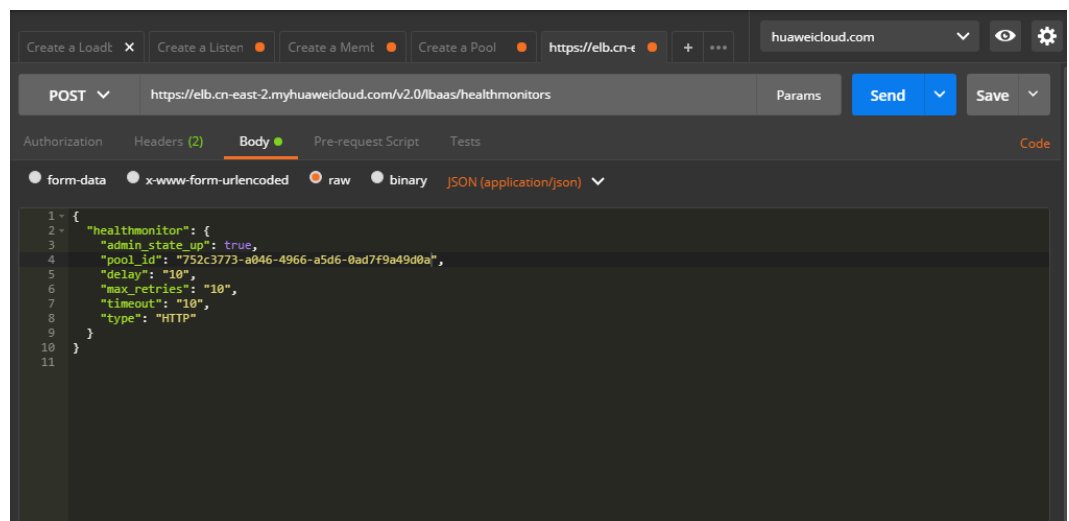 Create a Loadb Create a Listen Create a Memb Create a Pool https://elb.cn-e + ••• huaweicloud.com
POST https://elb.cn-east-2.myhuaweicloud.com/v2.0/lbaas/healthmonitors Params Send Save
Authorization Headers (2) Body Pre-request Script Tests Code
form-data x-www-form-urlencoded raw binary JSON (application/json)
1 {
2 "healthmonitor": {
3 "admin_state_up": true,
4 "pool_id": "752c3773-a046-4966-a5d6-0ad7f9a49d0a",
5 "delay": "10",
6 "max_retries": "10",
7 "timeout": "10",
8 "type": "HTTP"
9 }
10 }
11